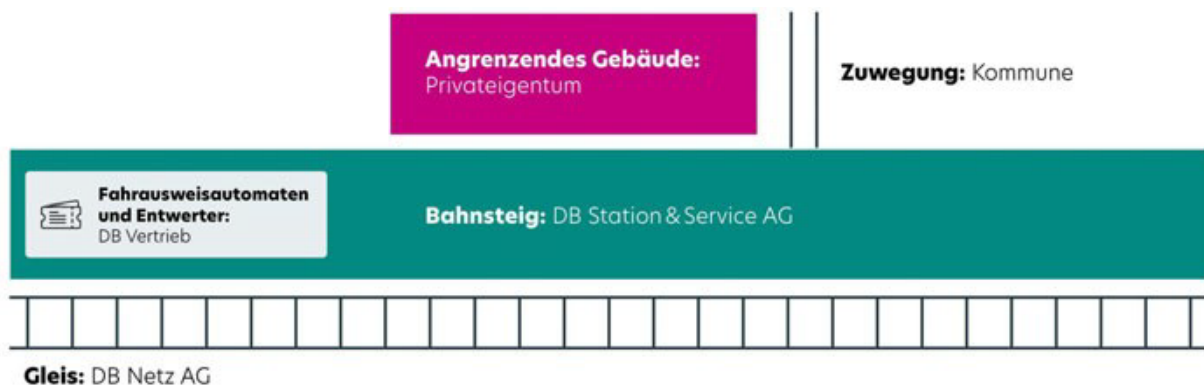 Angrenzendes Gebäude:
Privateigentum
Zuwegung: Kommune
Fahrausweisautomaten
und Entwerter:
DB Vertrieb
Bahnsteig: DB Station & Service AG
Gleis: DB Netz AG